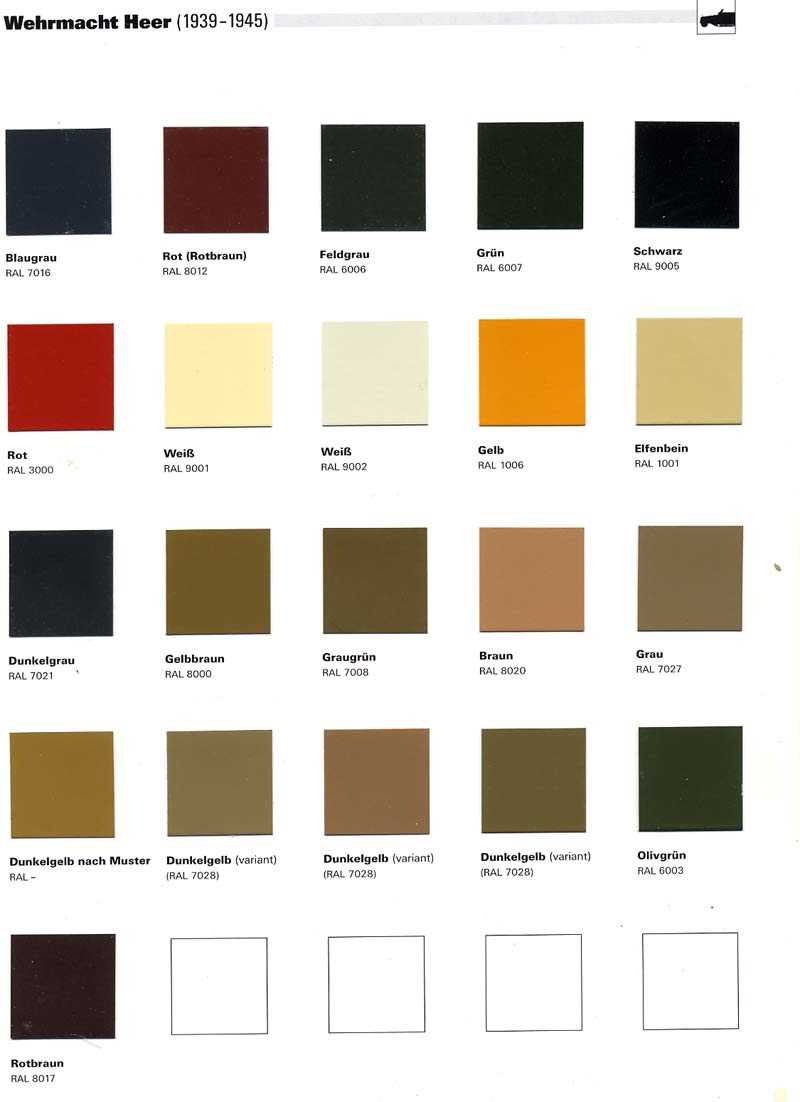 Wehrmacht Heer (1939–1945)
Blaugrau
RAL 7016
Rot (Rotbraun)
RAL 8012
Feldgrau
RAL 6006
Grün
RAL 6007
Schwarz
RAL 9005
Rot
RAL 3000
Weiß
RAL 9001
Weiß
RAL 9002
Gelb
RAL 1006
Elfenbein
RAL 1001
Dunkelgrau
RAL 7021
Gelbbraun
RAL 8000
Graugrün
RAL 7008
Braun
RAL 8020
Grau
RAL 7027
Dunkelgelb nach Muster
RAL –
Dunkelgelb (variant)
(RAL 7028)
Dunkelgelb (variant)
(RAL 7028)
Dunkelgelb (variant)
(RAL 7028)
Olivgrün
RAL 6003
Rotbraun
RAL 8017